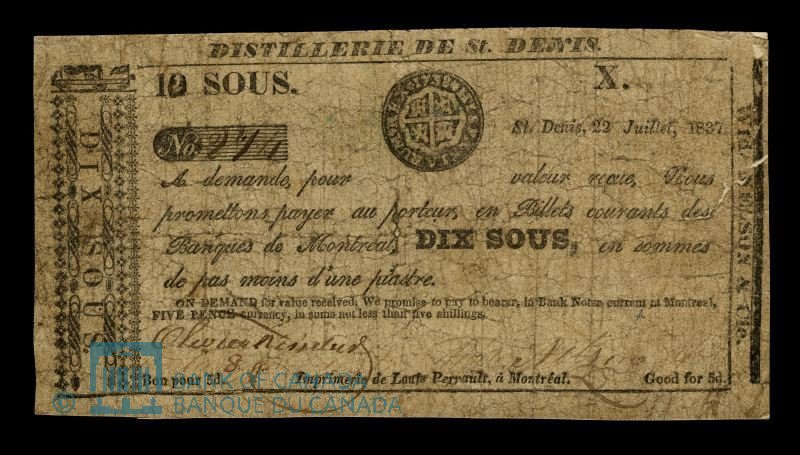 DISTILLERIE DE St. DENIS.
10 SOUS.
X.
St. Denis, 22 Juillet, 1837
No. 274
A demande, pour valeur reçue, Nous
promettons payer au porteur, en Billets courants des
Banques de Montréal, DIX SOUS, en sommes
de pas moins d'une piastre.
ON DEMAND for value received, We promise to pay to bearer, in Bank Notes current at Montreal,
FIVE PENCE currency, in sums not less than five shillings.
Bon pour 5d.
Imprimerie de Louis Perrault, à Montréal.
Good for 5d.
DIX SOUS
Wfd. NELSON & Cie.
© BANK OF CANADA
BANQUE DU CANADA